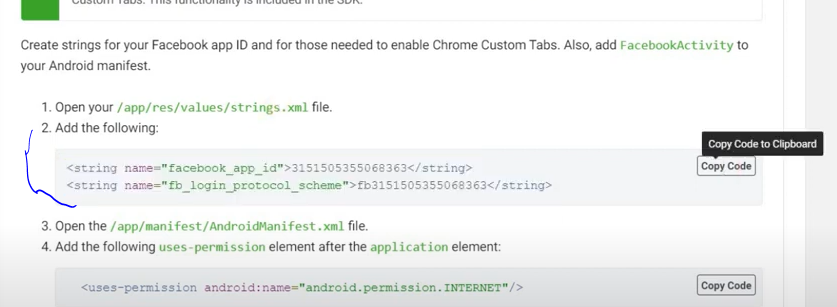 Custom Tabs. This functionality is included in the SDK.
Create strings for your Facebook app ID and for those needed to enable Chrome Custom Tabs. Also, add FacebookActivity to
your Android manifest.
1. Open your /app/res/values/strings.xml file.
2. Add the following:
Copy Code to Clipboard
Copy Code
<string name="facebook_app_id">3151505355068363</string>
<string name="fb_login_protocol_scheme">fb3151505355068363</string>
3. Open the /app/manifest/AndroidManifest.xml file.
4. Add the following uses-permission element after the application element:
<uses-permission android:name="android.permission.INTERNET"/>
Copy Code